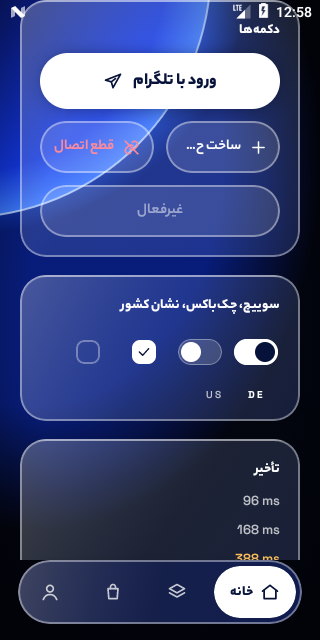 12:58
LTE
دکمه‌ها
ورود با تلگرام
ساخت ح...
قطع اتصال
غیرفعال
سوییچ، چک‌باکس، نشان کشور
DE
US
تأخیر
96 ms
168 ms
388 ms
خانه